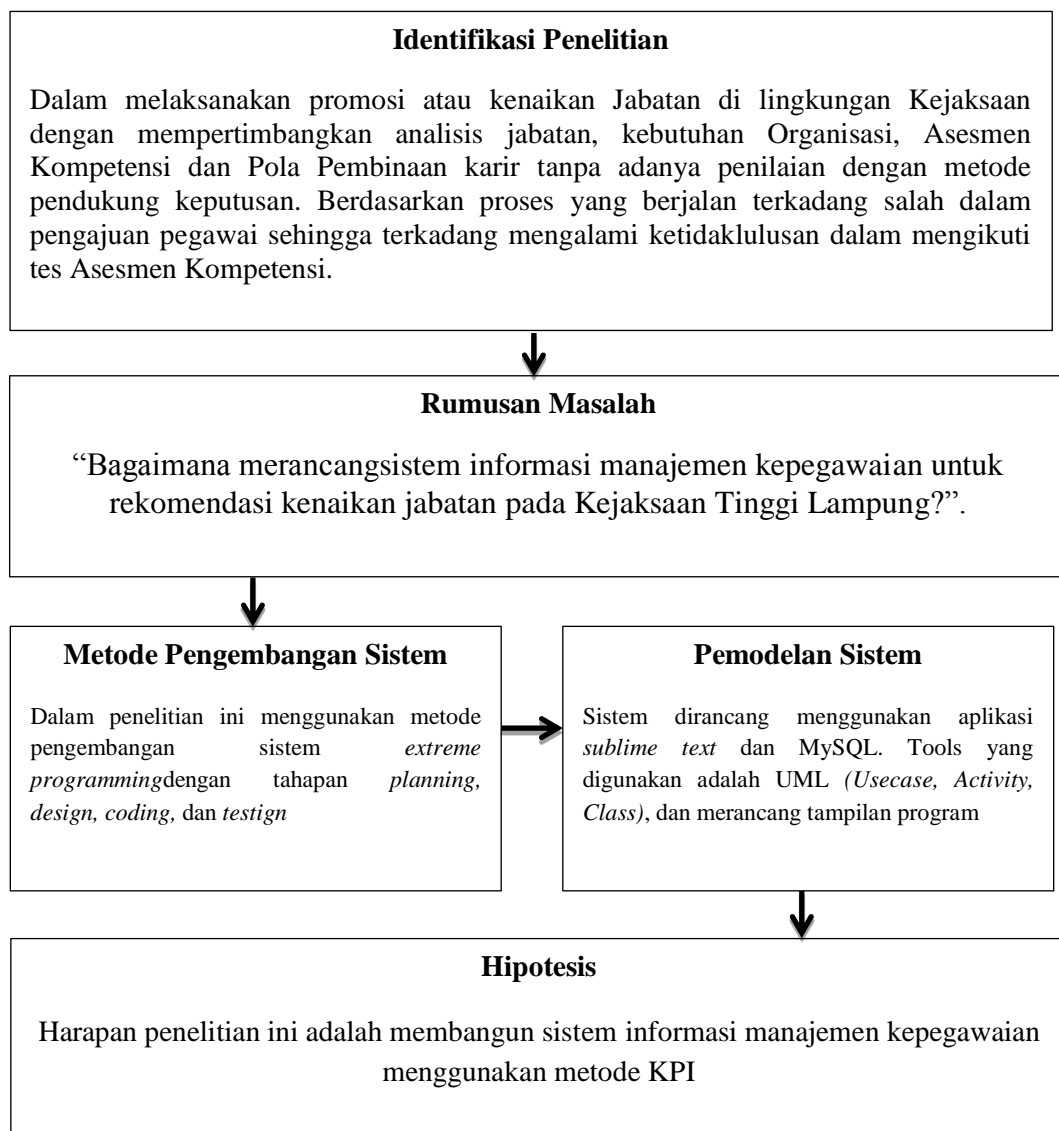 Identifikasi Penelitian
Dalam melaksanakan promosi atau kenaikan Jabatan di lingkungan Kejaksaan
dengan mempertimbangkan analisis jabatan, kebutuhan Organisasi, Asesmen
Kompetensi dan Pola Pembinaan karir tanpa adanya penilaian dengan metode
pendukung keputusan. Berdasarkan proses yang berjalan terkadang salah dalam
pengajuan pegawai sehingga terkadang mengalami ketidaklulusan dalam mengikuti
tes Asesmen Kompetensi.
Rumusan Masalah
“Bagaimana merancangsistem informasi manajemen kepegawaian untuk
rekomendasi kenaikan jabatan pada Kejaksaan Tinggi Lampung?”.
Metode Pengembangan Sistem
Dalam penelitian ini menggunakan metode
pengembangan sistem extreme
programmingdengan tahapan planning,
design, coding, dan testign
Pemodelan Sistem
Sistem dirancang menggunakan aplikasi
sublime text dan MySQL. Tools yang
digunakan adalah UML (Usecase, Activity,
Class), dan merancang tampilan program
Hipotesis
Harapan penelitian ini adalah membangun sistem informasi manajemen kepegawaian
menggunakan metode KPI